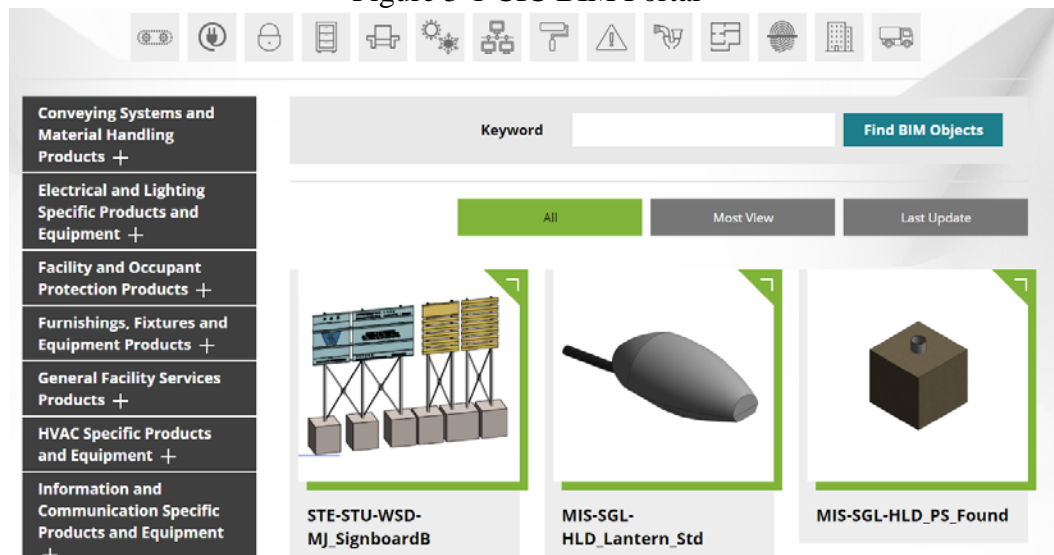 Conveying Systems and
Material Handling
Products +
Electrical and Lighting
Specific Products and
Equipment +
Facility and Occupant
Protection Products +
Furnishings, Fixtures and
Equipment Products +
General Facility Services
Products +
HVAC Specific Products
and Equipment +
Information and
Communication Specific
Products and Equipment
+
Keyword
Find BIM Objects
All
Most View
Last Update
STE-STU-WSD-
MJ_SignboardB
MIS-SGL-
HLD_Lantern_Std
MIS-SGL-HLD_PS_Found